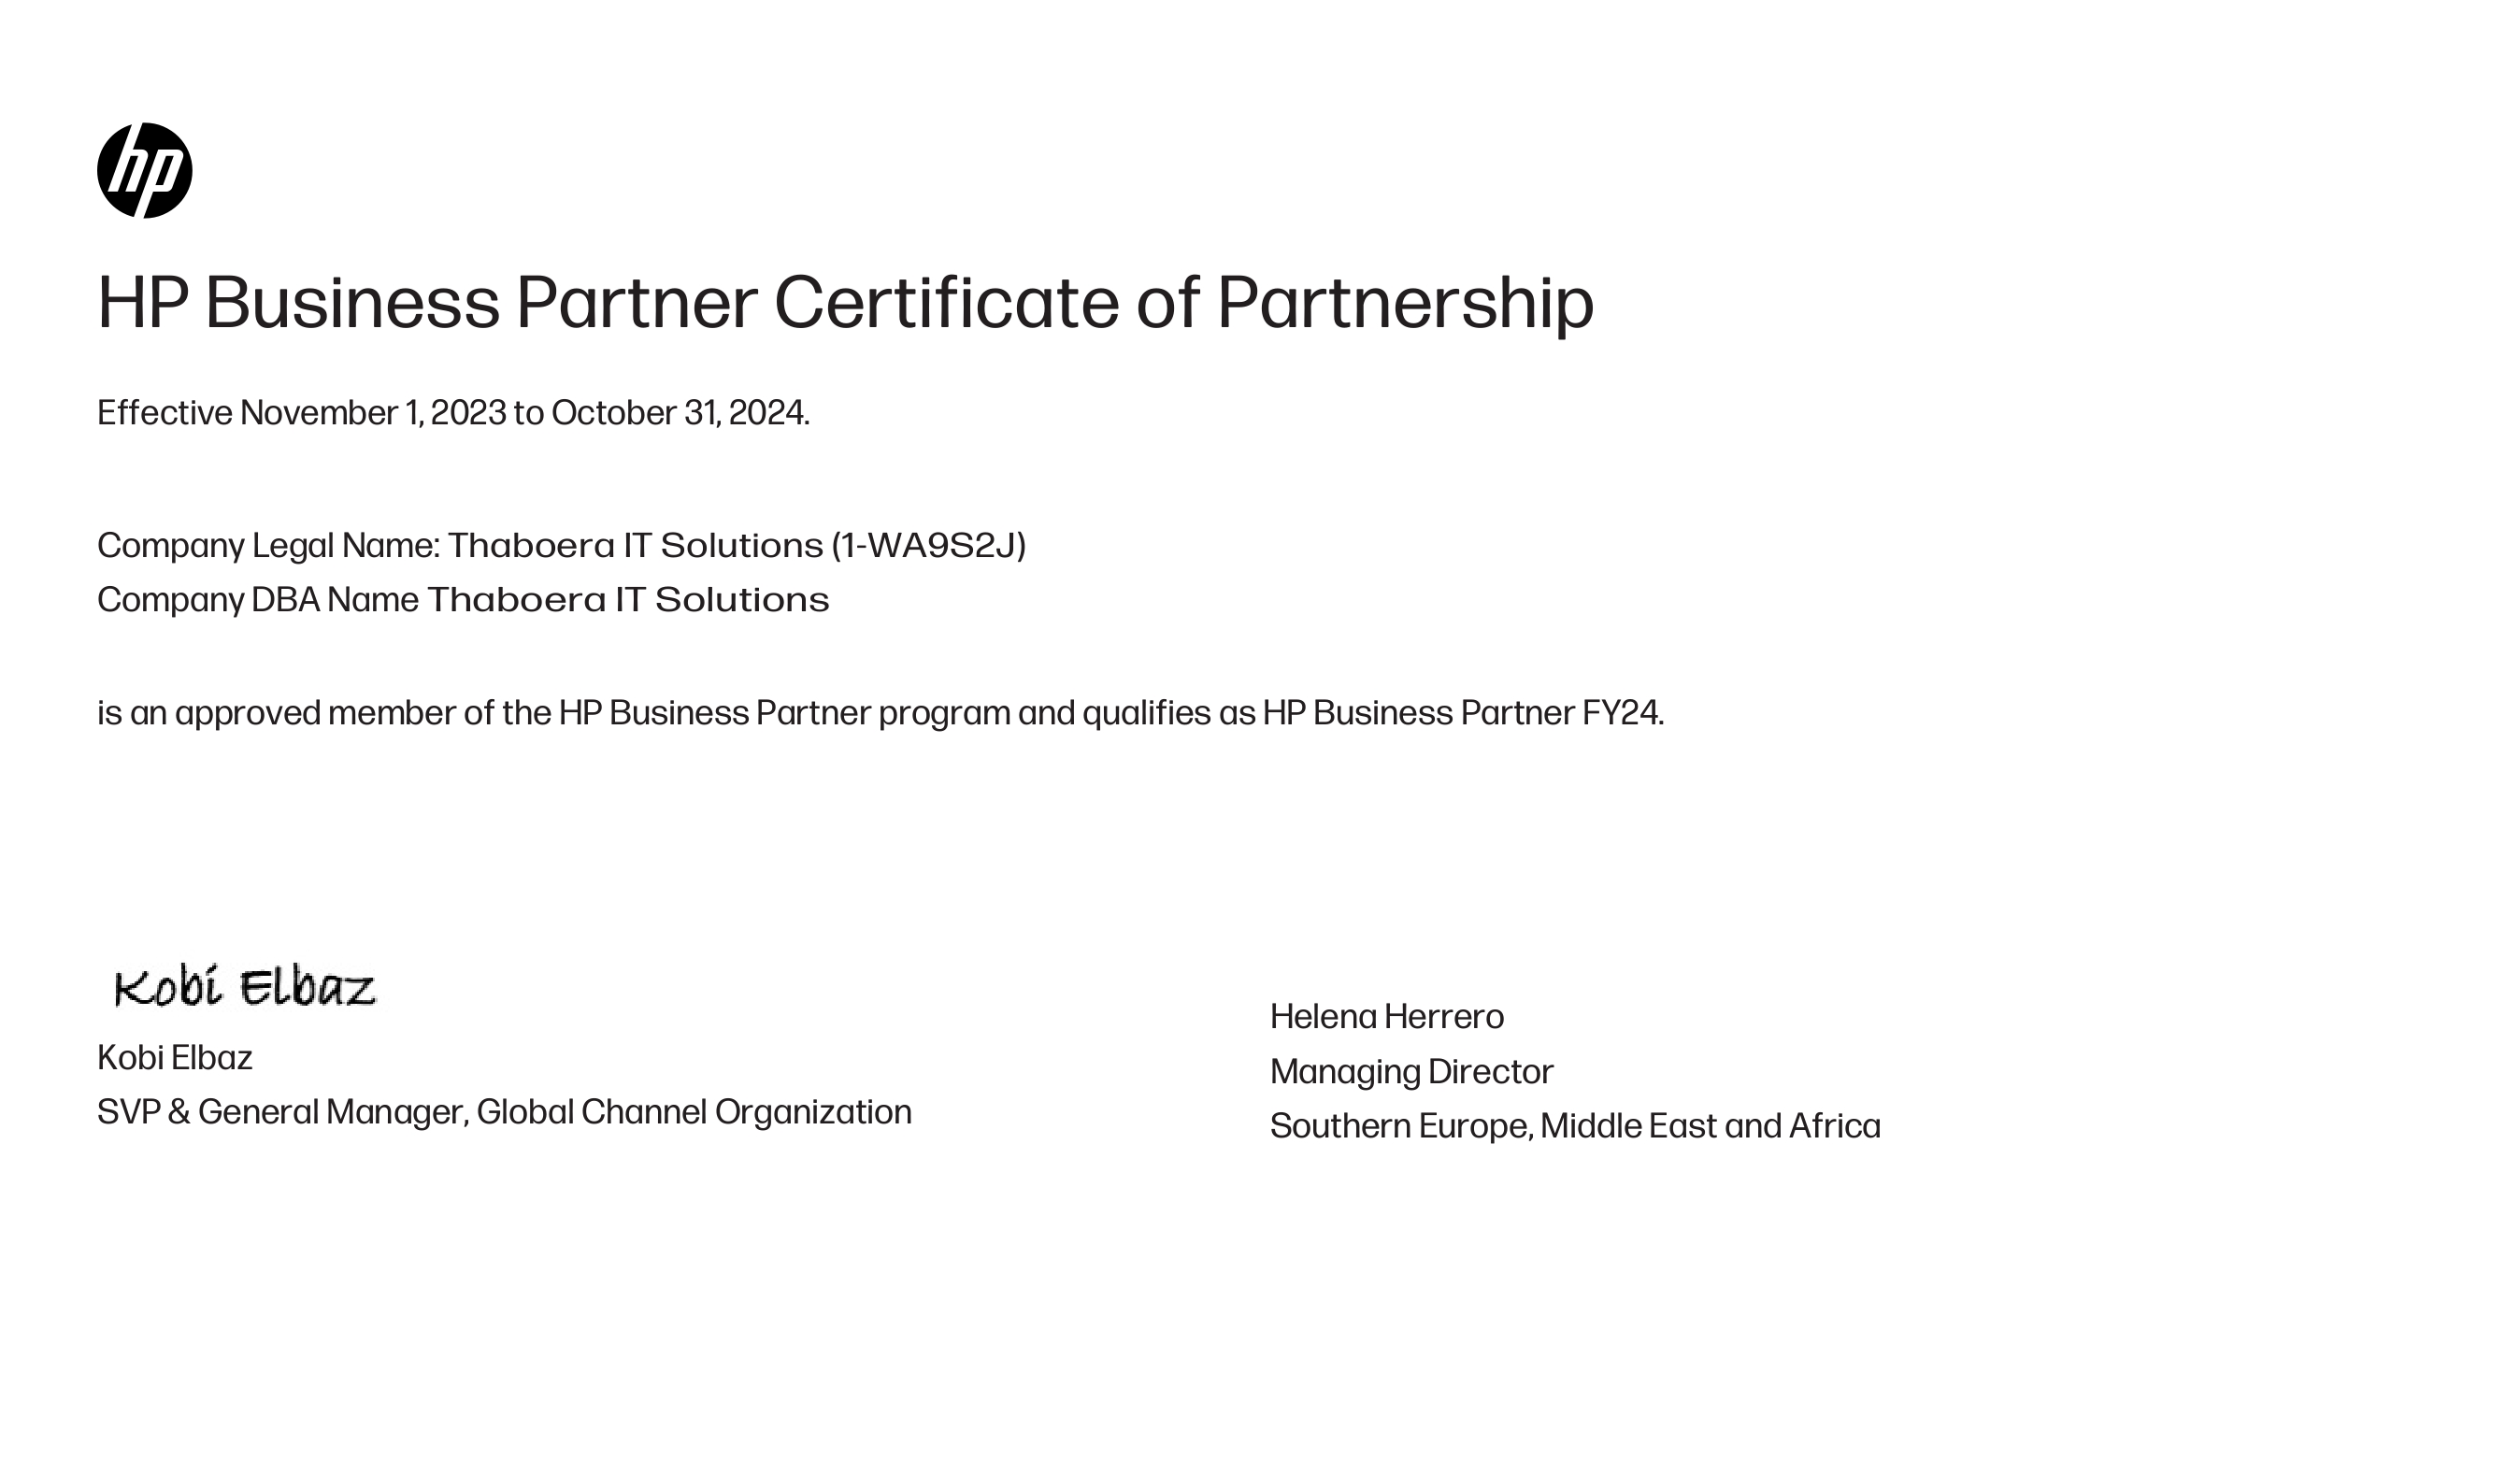 hp
HP Business Partner Certificate of Partnership
Effective November 1, 2023 to October 31, 2024.
Company Legal Name: Thaboera IT Solutions (1-WA9S2J)
Company DBA Name Thaboera IT Solutions
is an approved member of the HP Business Partner program and qualifies as HP Business Partner FY24.
Kobi Elbaz
Kobi Elbaz
SVP & General Manager, Global Channel Organization
Helena Herrero
Managing Director
Southern Europe, Middle East and Africa